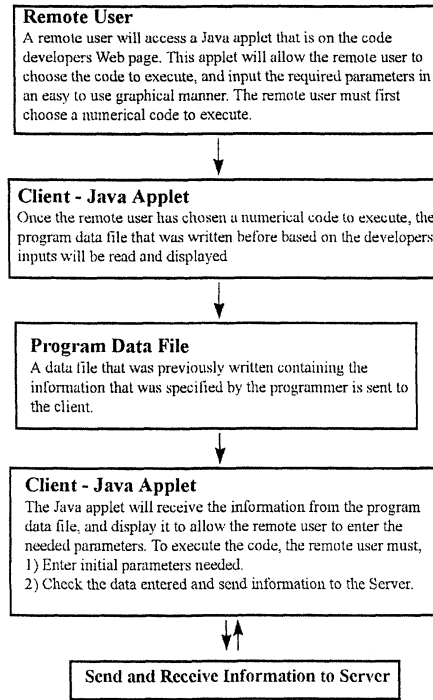 Remote User
A remote user will access a Java applet that is on the code
developers Web page. This applet will allow the remote user to
choose the code to execute, and input the required parameters in
an easy to use graphical manner. The remote user must first
choose a numerical code to execute.
Client - Java Applet
Once the remote user has chosen a numerical code to execute, the
program data file that was written before based on the developers
inputs will be read and displayed
Program Data File
A data file that was previously written containing the
information that was specified by the programmer is sent to
the client.
Client - Java Applet
The Java applet will receive the information from the program
data file, and display it to allow the remote user to enter the
needed parameters. To execute the code, the remote user must,
1) Enter initial parameters needed.
2) Check the data entered and send information to the Server.
Send and Receive Information to Server